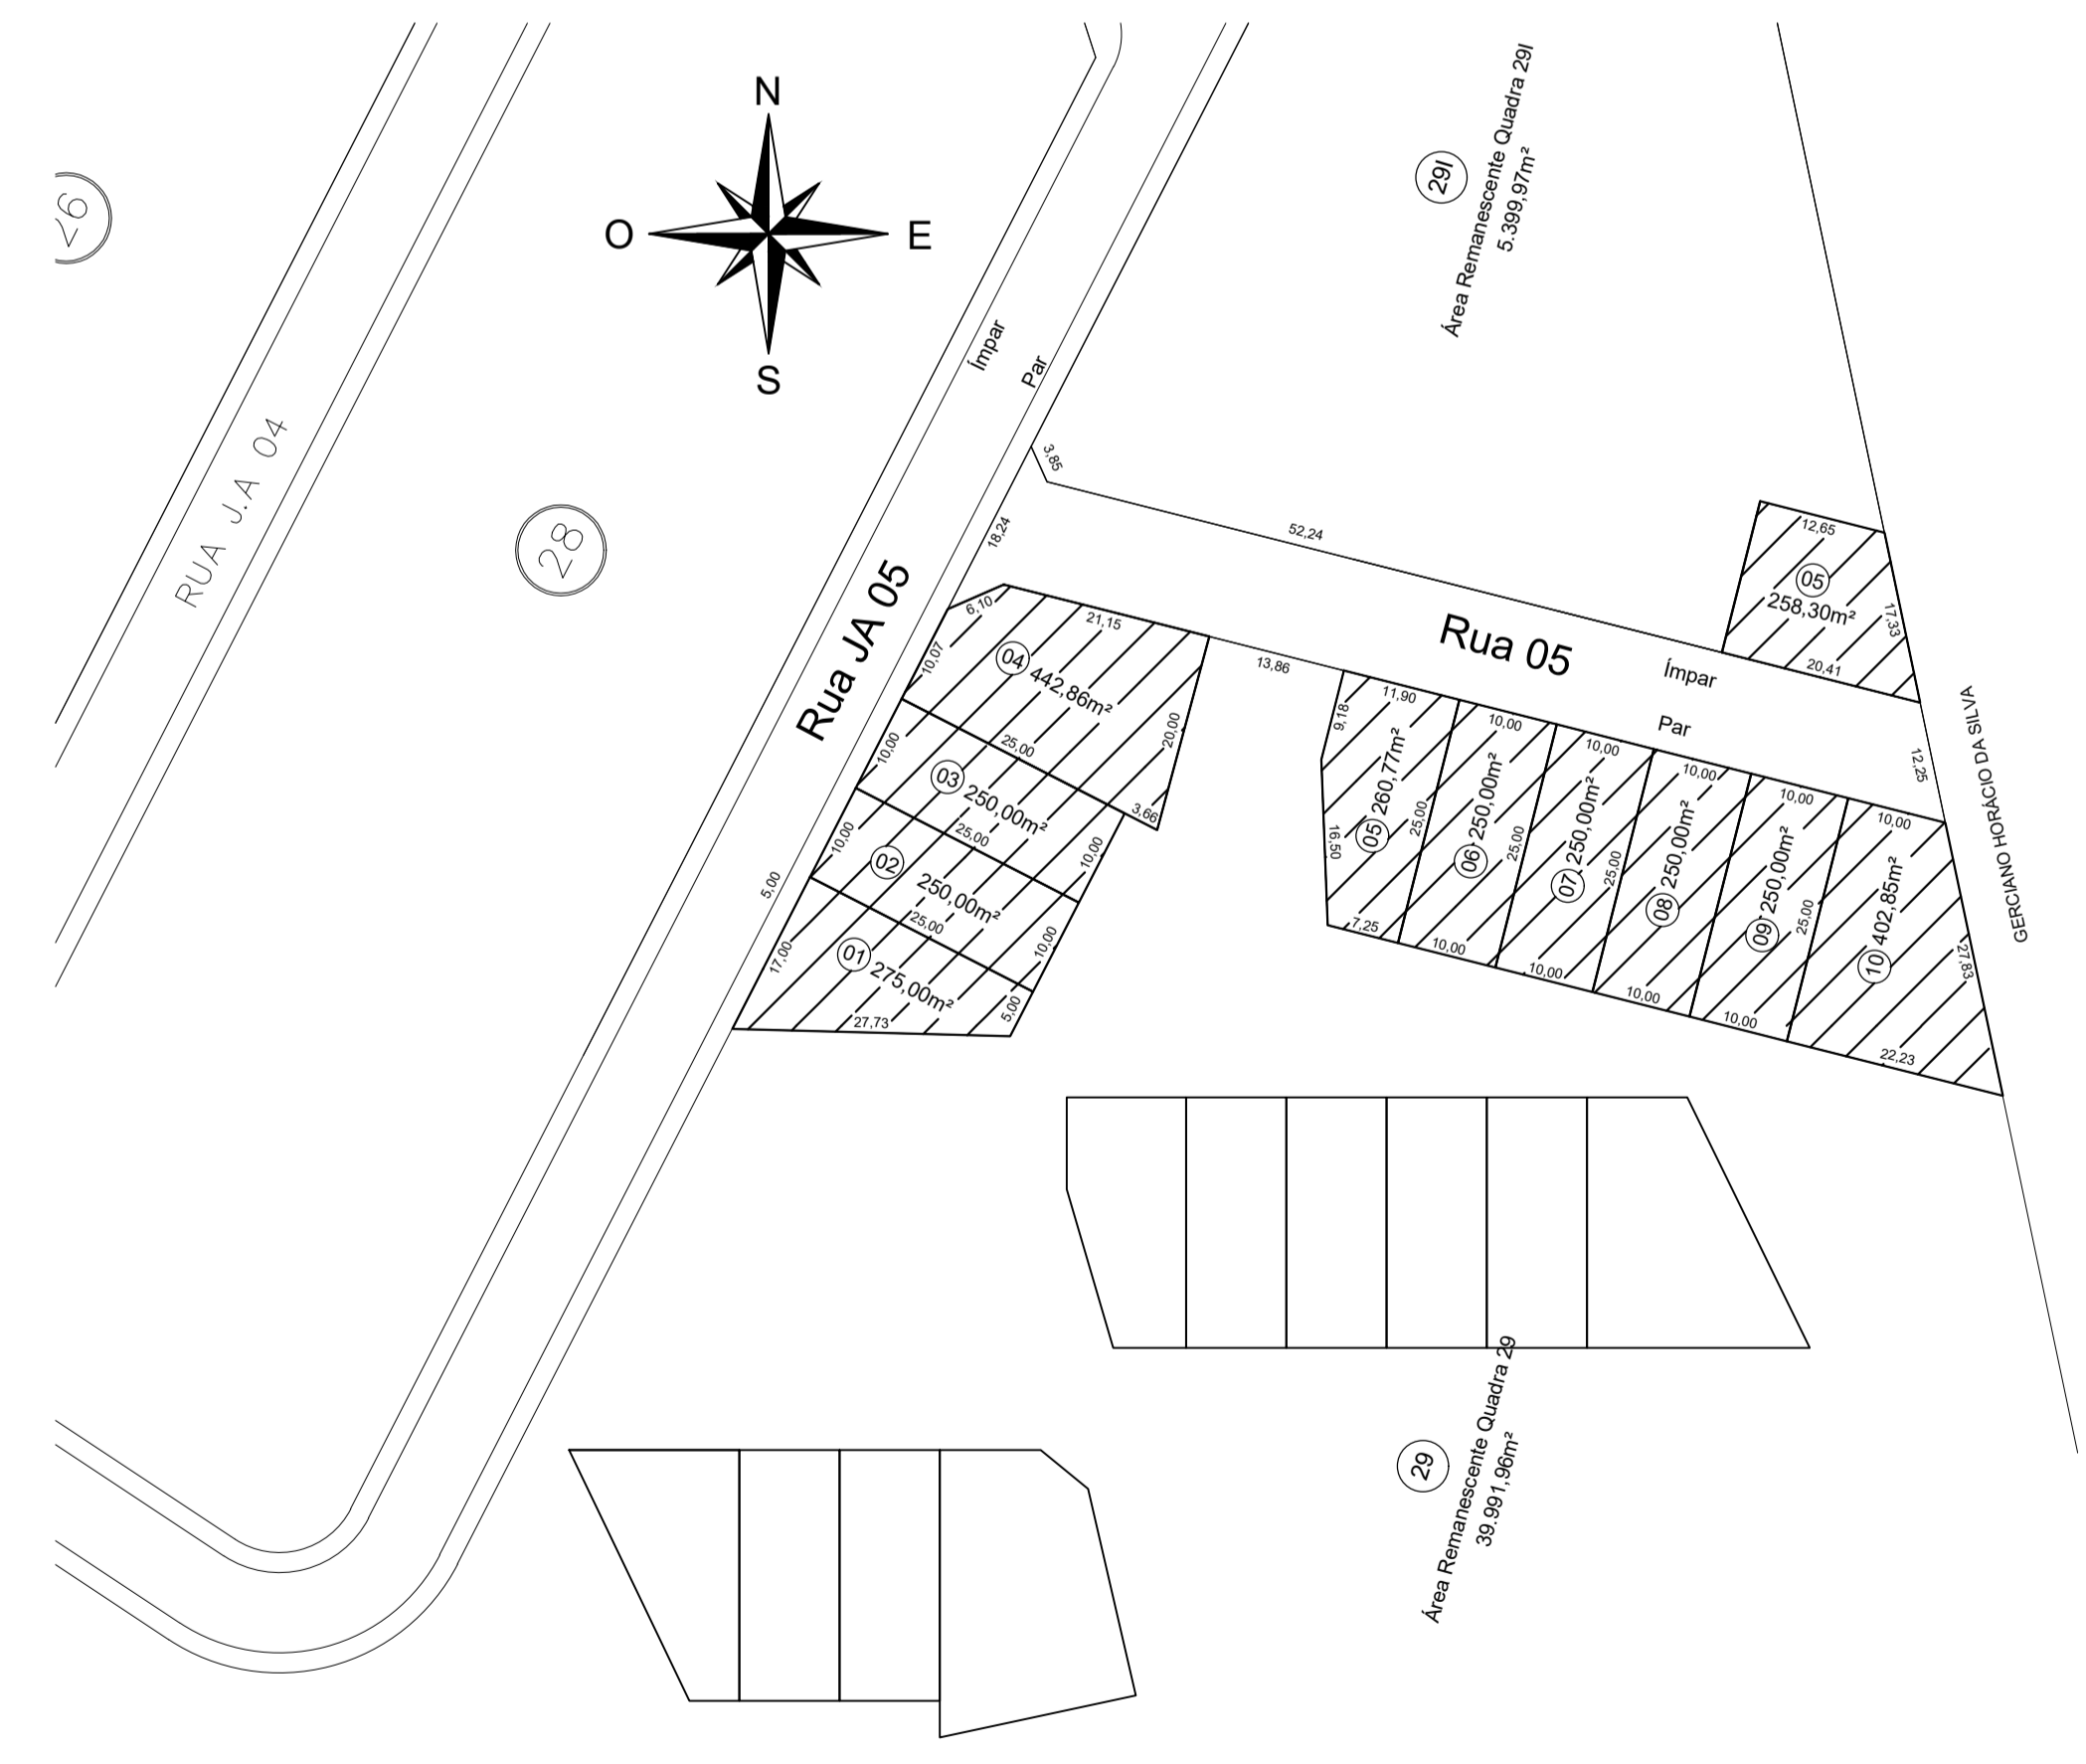 N
O
E
S
26
RUA J.A 04
28
Ímpar
Par
Rua JA 05
29I
Área Remanescente Quadra 29I
5.399,97m²
3,85
18,24
52,24
12,65
05
258,30m²
17,33
20,41
Rua 05
Ímpar
Par
12,25
GERCIANO HORÁCIO DA SILVA
6,10
21,15
10,07
04
442,86m²
20,00
25,00
3,66
13,86
10,00
03
250,00m²
25,00
10,00
10,00
02
250,00m²
25,00
10,00
5,00
17,00
01
275,00m²
5,00
27,73
11,90
9,18
16,50
05
260,77m²
25,00
7,25
10,00
06
250,00m²
25,00
10,00
10,00
07
250,00m²
25,00
10,00
10,00
08
250,00m²
10,00
10,00
09
250,00m²
25,00
10,00
10,00
10
402,85m²
27,83
22,23
29
Área Remanescente Quadra 29
39.991,96m²